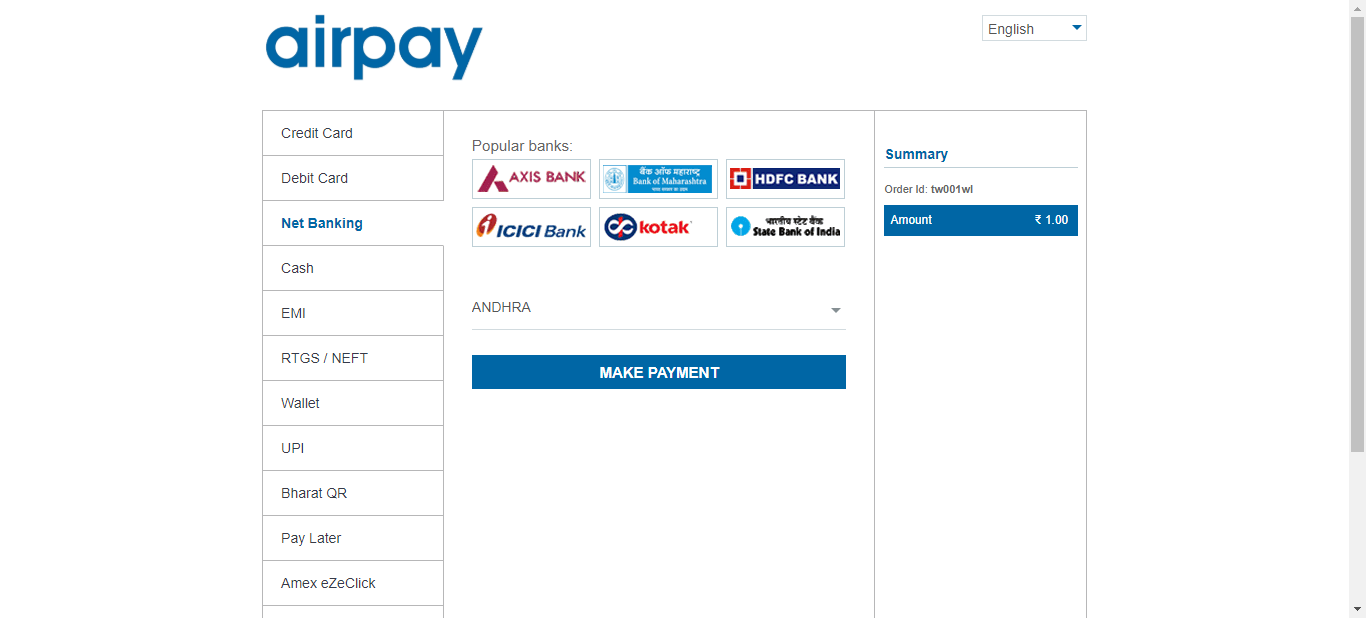 airpay
English
Credit Card
Debit Card
Net Banking
Cash
EMI
RTGS / NEFT
Wallet
UPI
Bharat QR
Pay Later
Amex eZeClick
Popular banks:
AXIS BANK
बैंक ऑफ महाराष्ट्र
Bank of Maharashtra
HDFC BANK
ICICI Bank
kotak
भारतीय स्टेट बैंक
State Bank of India
ANDHRA
MAKE PAYMENT
Summary
Order Id: tw001wl
Amount ₹ 1.00